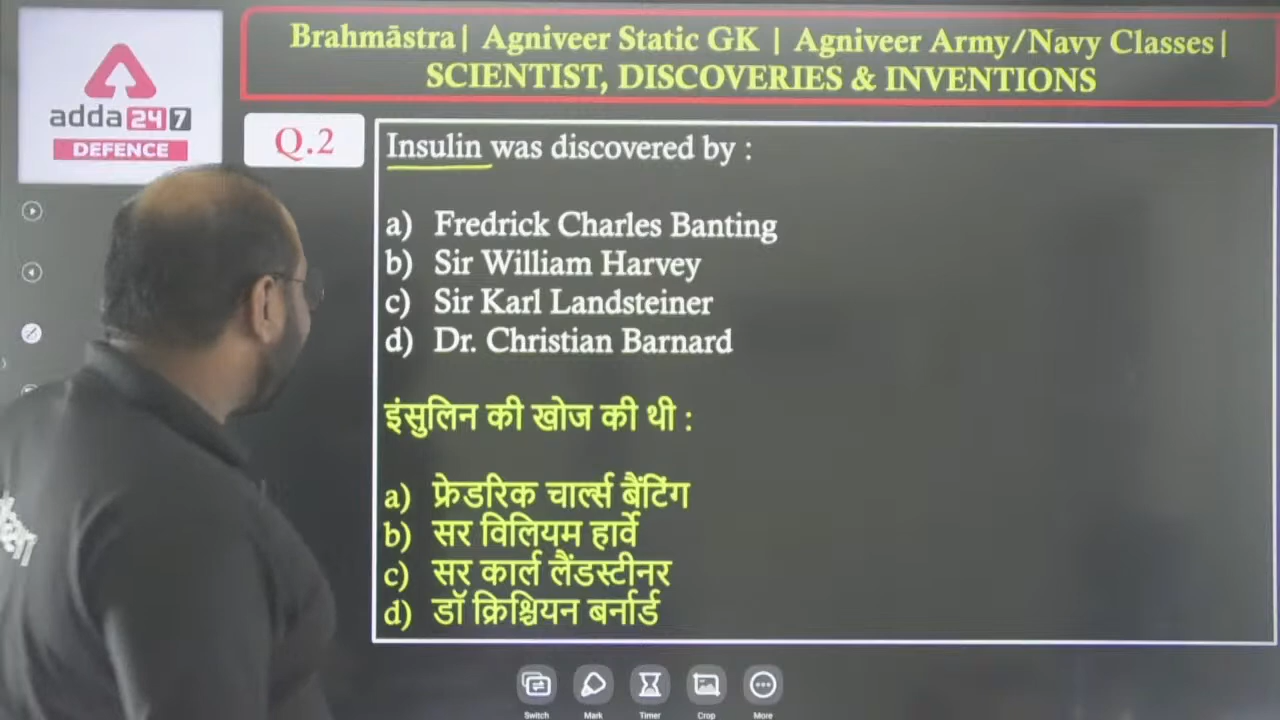 Brahmāstra| Agniveer Static GK | Agniveer Army/Navy Classes|
SCIENTIST, DISCOVERIES & INVENTIONS
adda 24 7
DEFENCE
Q.2
Insulin was discovered by :
a) Fredrick Charles Banting
b) Sir William Harvey
c) Sir Karl Landsteiner
d) Dr. Christian Barnard
इंसुलिन की खोज की थी :
a) फ्रेडरिक चार्ल्स बैंटिंग
b) सर विलियम हार्वे
c) सर कार्ल लैंडस्टीनर
d) डॉ क्रिश्चियन बर्नार्ड
Switch Mark Timer Crop More